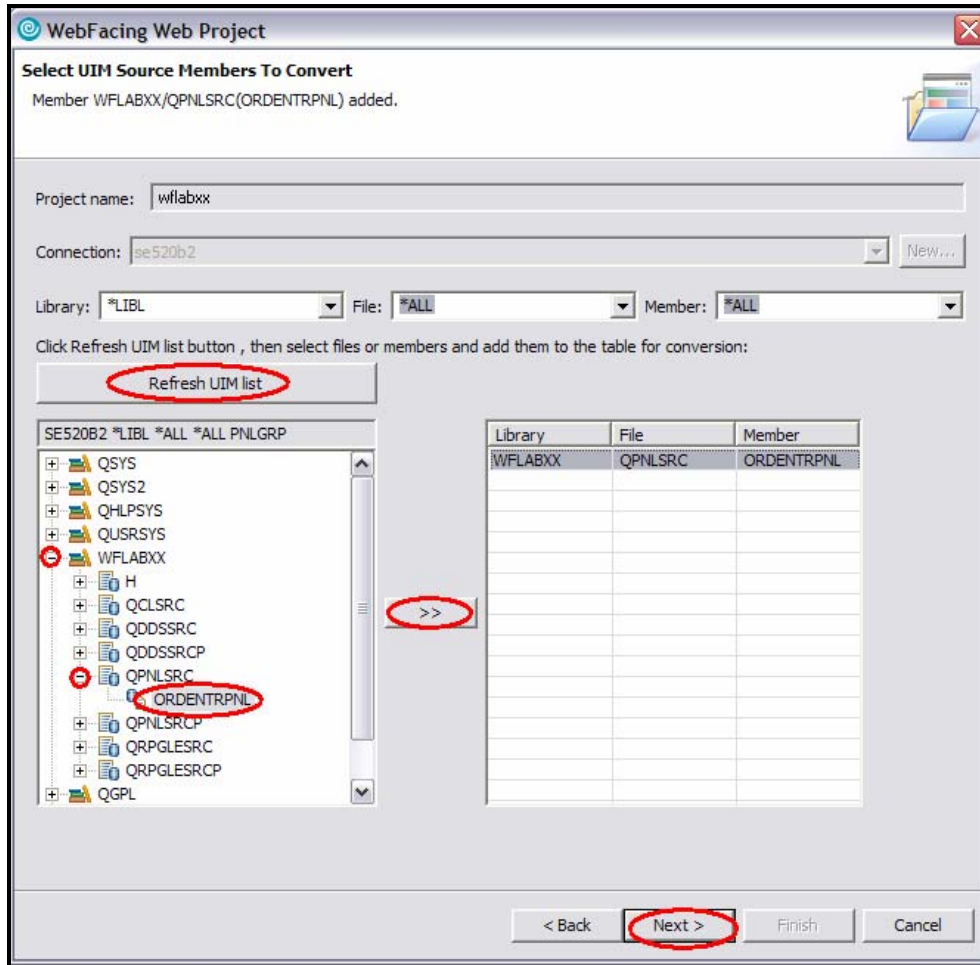 WebFacing Web Project
Select UIM Source Members To Convert
Member WFLABXX/QPNLSRC(ORDENTRPNL) added.
Project name: wflabxx
Connection: se520b2 New...
Library: *LIBL File: *ALL Member: *ALL
Click Refresh UIM list button , then select files or members and add them to the table for conversion:
Refresh UIM list
SE520B2 *LIBL *ALL *ALL PNLGRP
QSYS
QSYS2
QHLPSYS
QUSRSYS
WFLABXX
H
QCLSRC
QDDSSRC
QDDSSRCP
QPNLSRC
ORDENTRPNL
QPNLSRCP
QRPGLESRC
QRPGLESRCP
QGPL
>>
Library File Member
WFLABXX QPNLSRC ORDENTRPNL
< Back Next > Finish Cancel